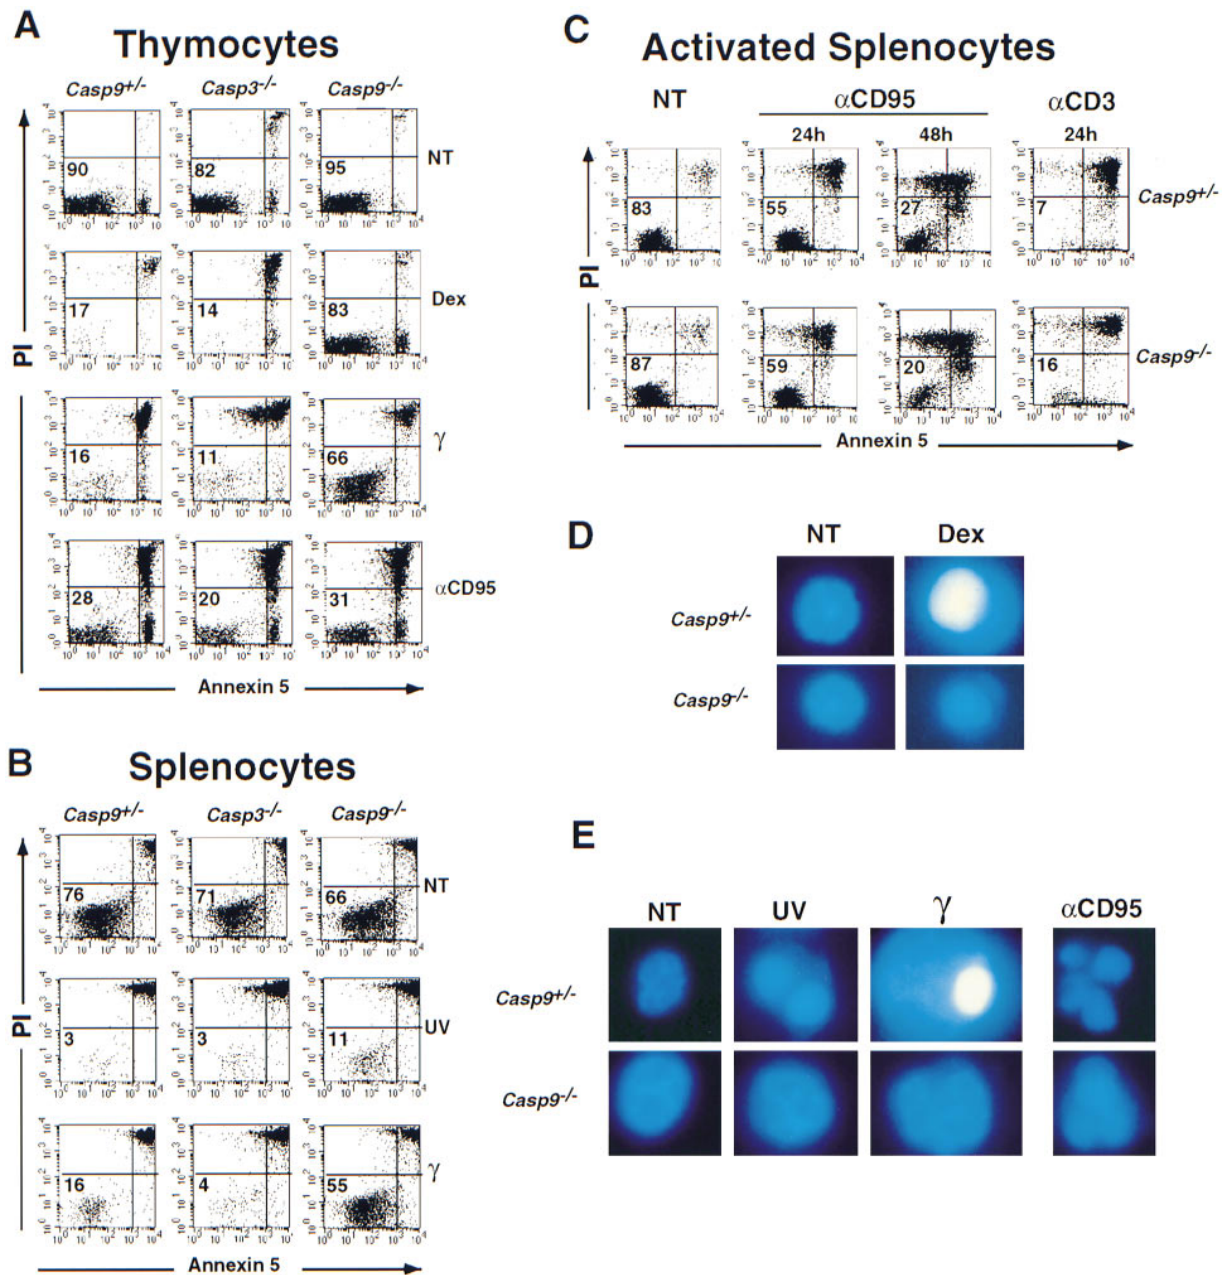 A
Thymocytes
Casp9+/- Casp3-/- Casp9-/-
90 82 95 NT
17 14 83 Dex
16 11 66 γ
28 20 31 αCD95
PI
Annexin 5
B
Splenocytes
Casp9+/- Casp3-/- Casp9-/-
76 71 66 NT
3 3 11 UV
16 4 55 γ
PI
Annexin 5
C
Activated Splenocytes
NT αCD95 αCD3
24h 48h 24h
83 55 27 7 Casp9+/-
87 59 20 16 Casp9-/-
PI
Annexin 5
D
NT Dex
Casp9+/-
Casp9-/-
E
NT UV γ αCD95
Casp9+/-
Casp9-/-